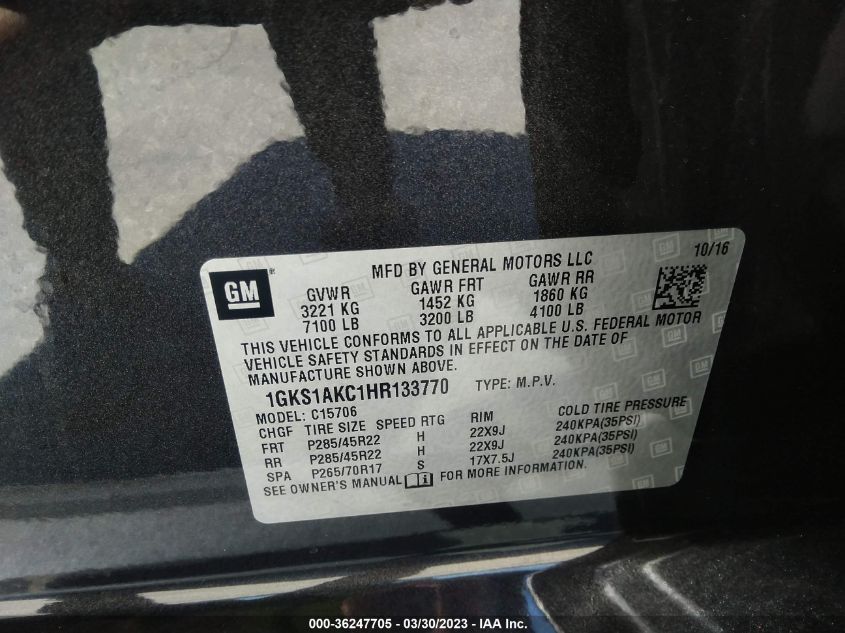 MFD BY GENERAL MOTORS LLC 10/16
GM ®
GVWR GAWR FRT GAWR RR
3221 KG 1452 KG 1860 KG
7100 LB 3200 LB 4100 LB
THIS VEHICLE CONFORMS TO ALL APPLICABLE U.S. FEDERAL MOTOR
VEHICLE SAFETY STANDARDS IN EFFECT ON THE DATE OF
MANUFACTURE SHOWN ABOVE.
1GKS1AKC1HR133770 TYPE: M.P.V.
MODEL: C15706
CHGF TIRE SIZE SPEED RTG RIM COLD TIRE PRESSURE
FRT P285/45R22 H 22X9J 240KPA(35PSI)
RR P285/45R22 H 22X9J 240KPA(35PSI)
SPA P265/70R17 S 17X7.5J 240KPA(35PSI)
SEE OWNER'S MANUAL FOR MORE INFORMATION.
000-36247705 - 03/30/2023 - IAA Inc.